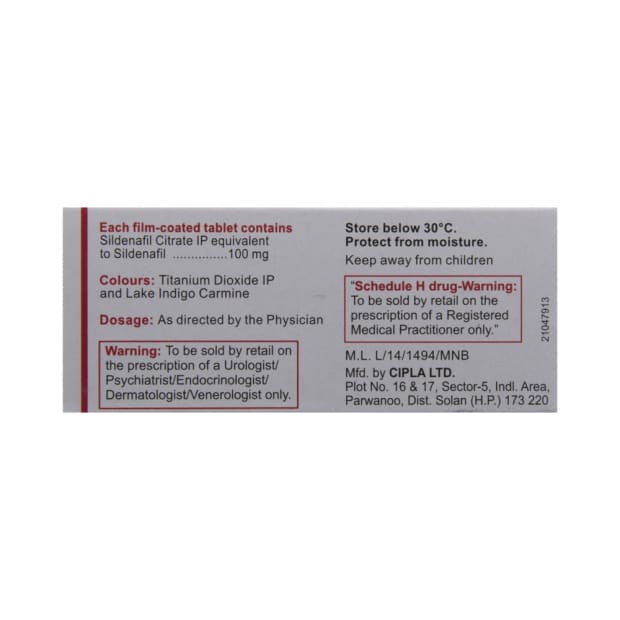 Each film-coated tablet contains
Sildenafil Citrate IP equivalent
to Sildenafil ...............100 mg
Colours: Titanium Dioxide IP
and Lake Indigo Carmine
Dosage: As directed by the Physician
Warning: To be sold by retail on
the prescription of a Urologist/
Psychiatrist/Endocrinologist/
Dermatologist/Venerologist only.
Store below 30°C.
Protect from moisture.
Keep away from children
"Schedule H drug-Warning:
To be sold by retail on the
prescription of a Registered
Medical Practitioner only."
M.L. L/14/1494/MNB
Mfd. by CIPLA LTD.
Plot No. 16 & 17, Sector-5, Indl. Area,
Parwanoo, Dist. Solan (H.P.) 173 220
21047913